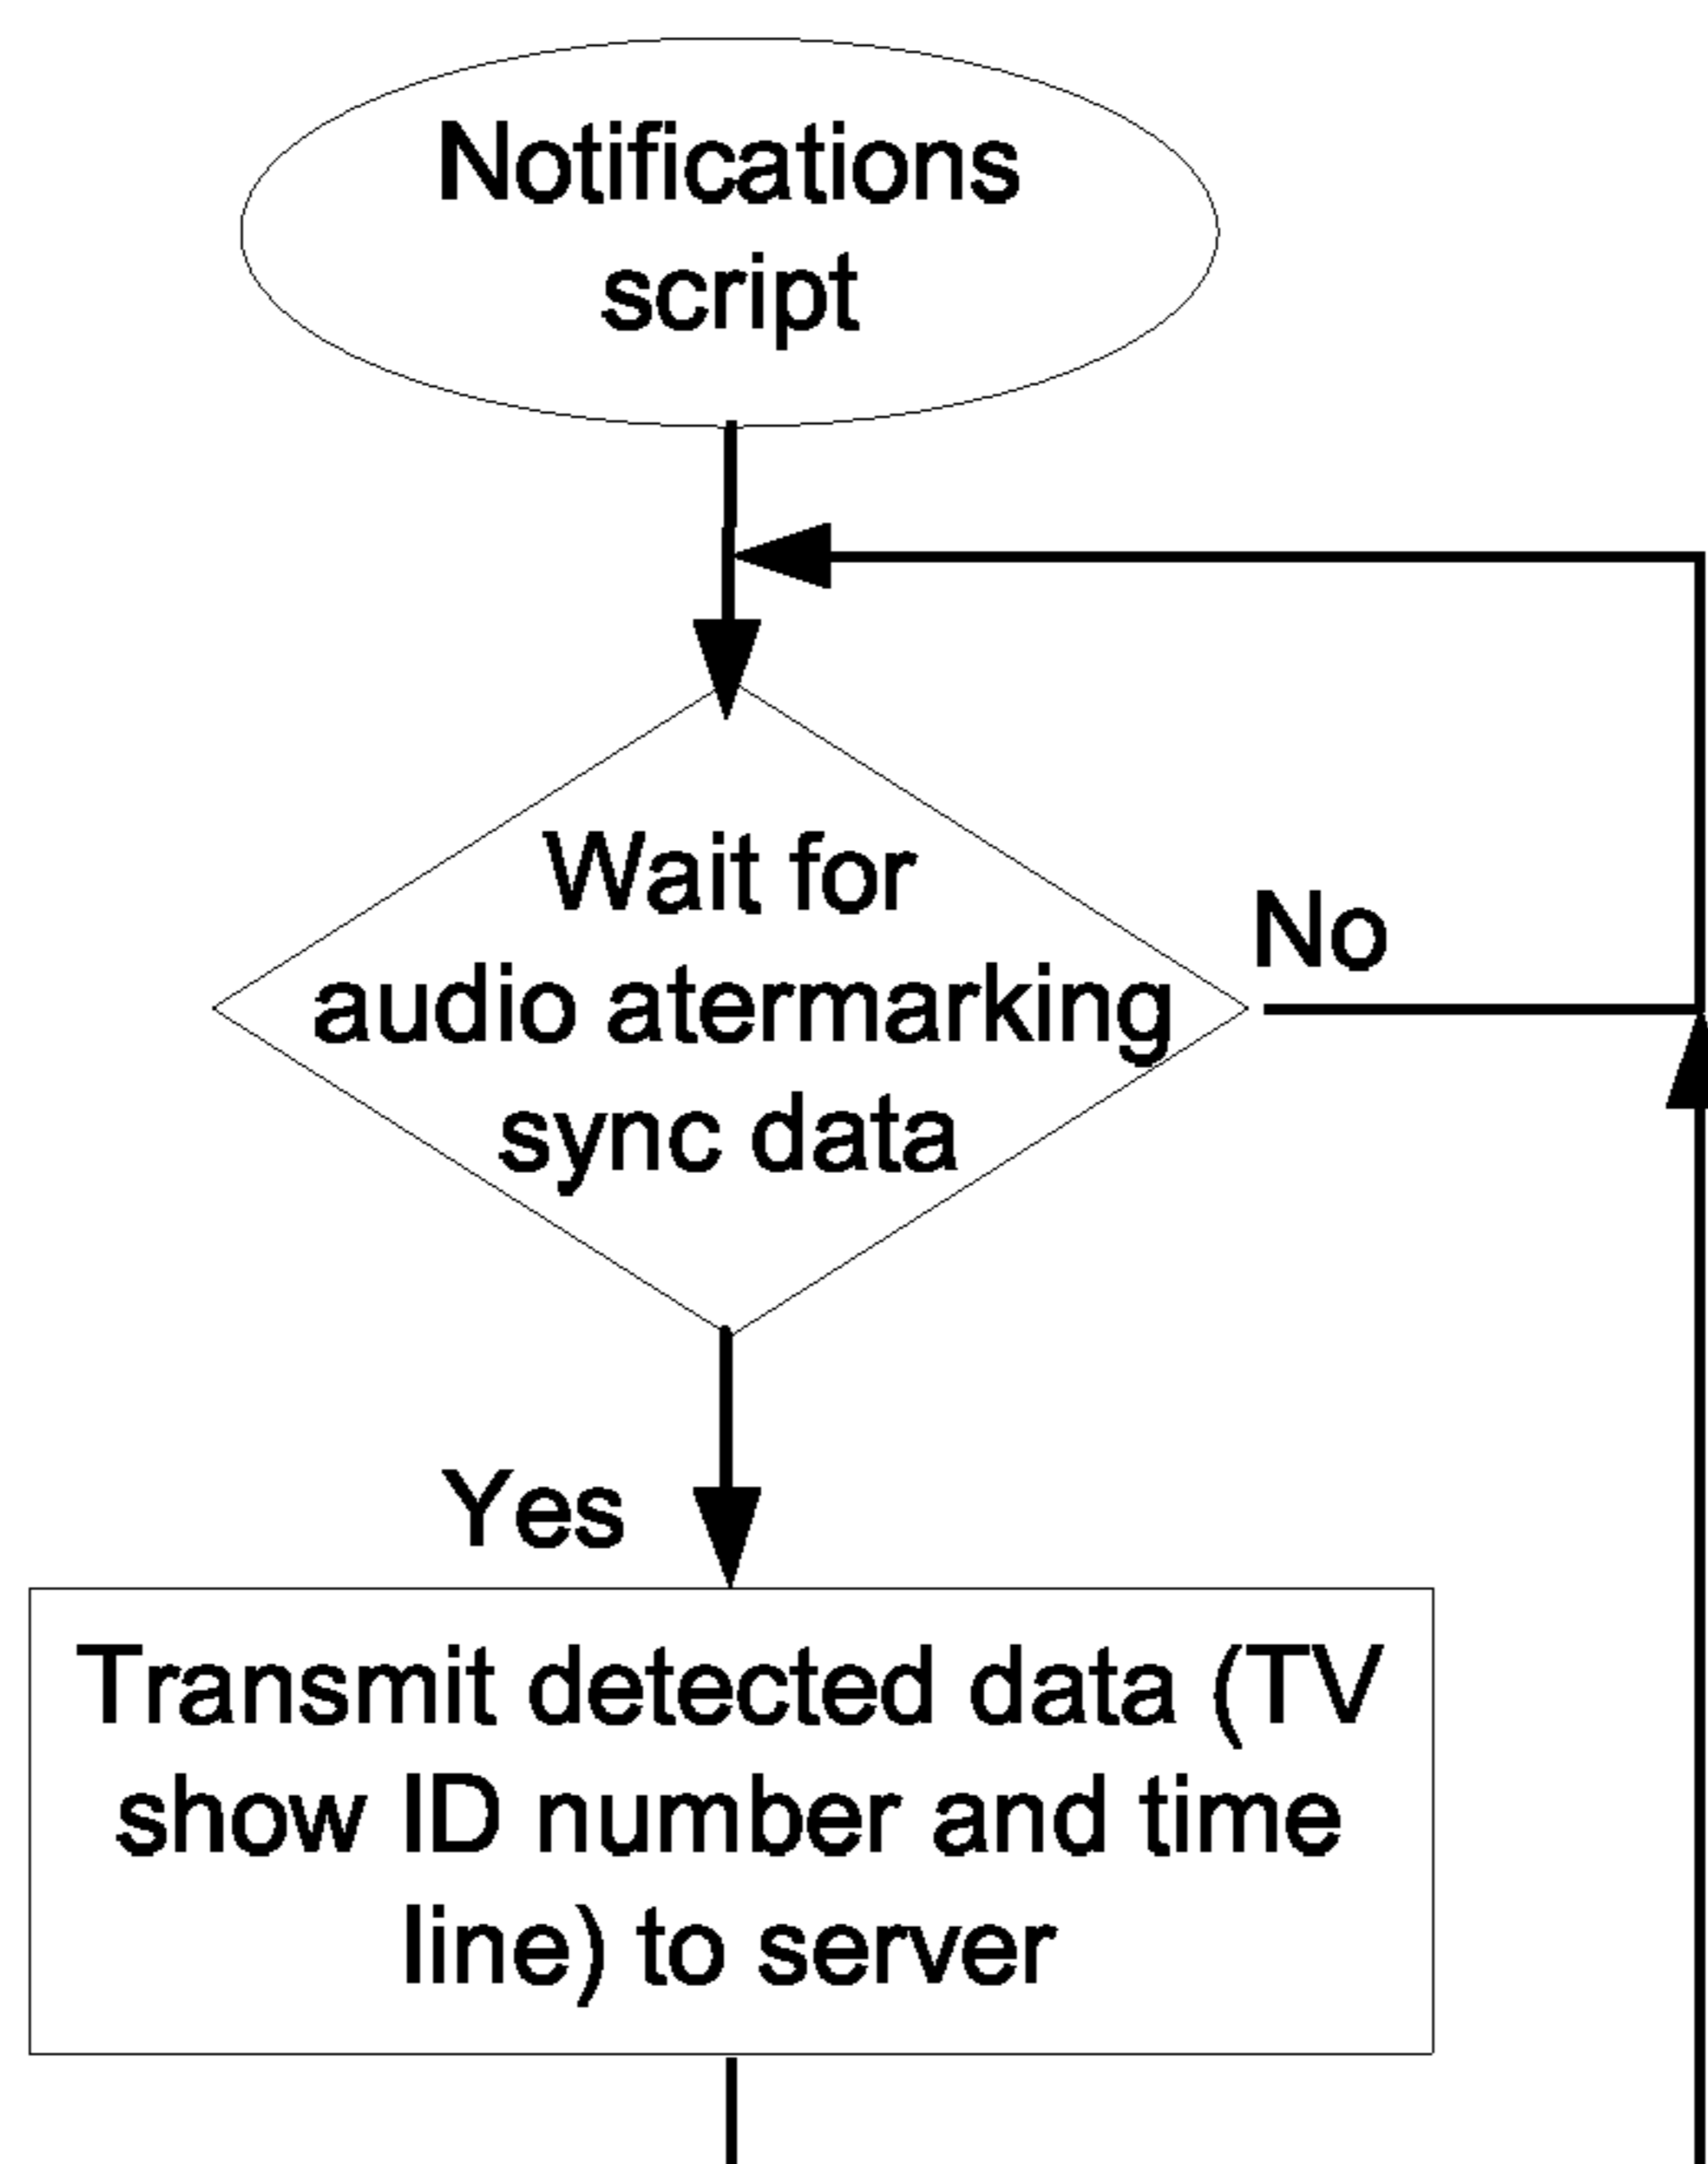 Notifications
script
Wait for
audio atermarking
sync data
No
Yes
Transmit detected data (TV
show ID number and time
line) to server